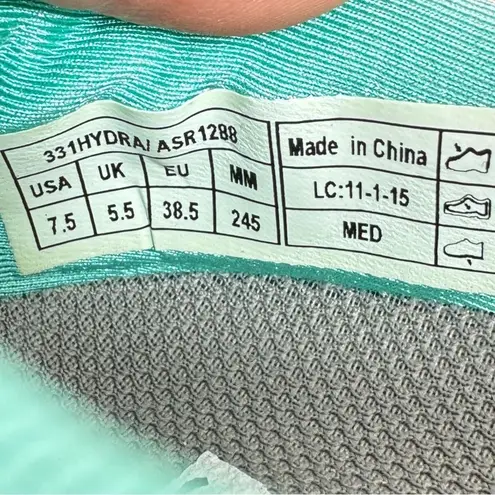 331HYDRA ASR1288
USA UK EU MM
7.5 5.5 38.5 245
Made in China
LC:11-1-15
MED